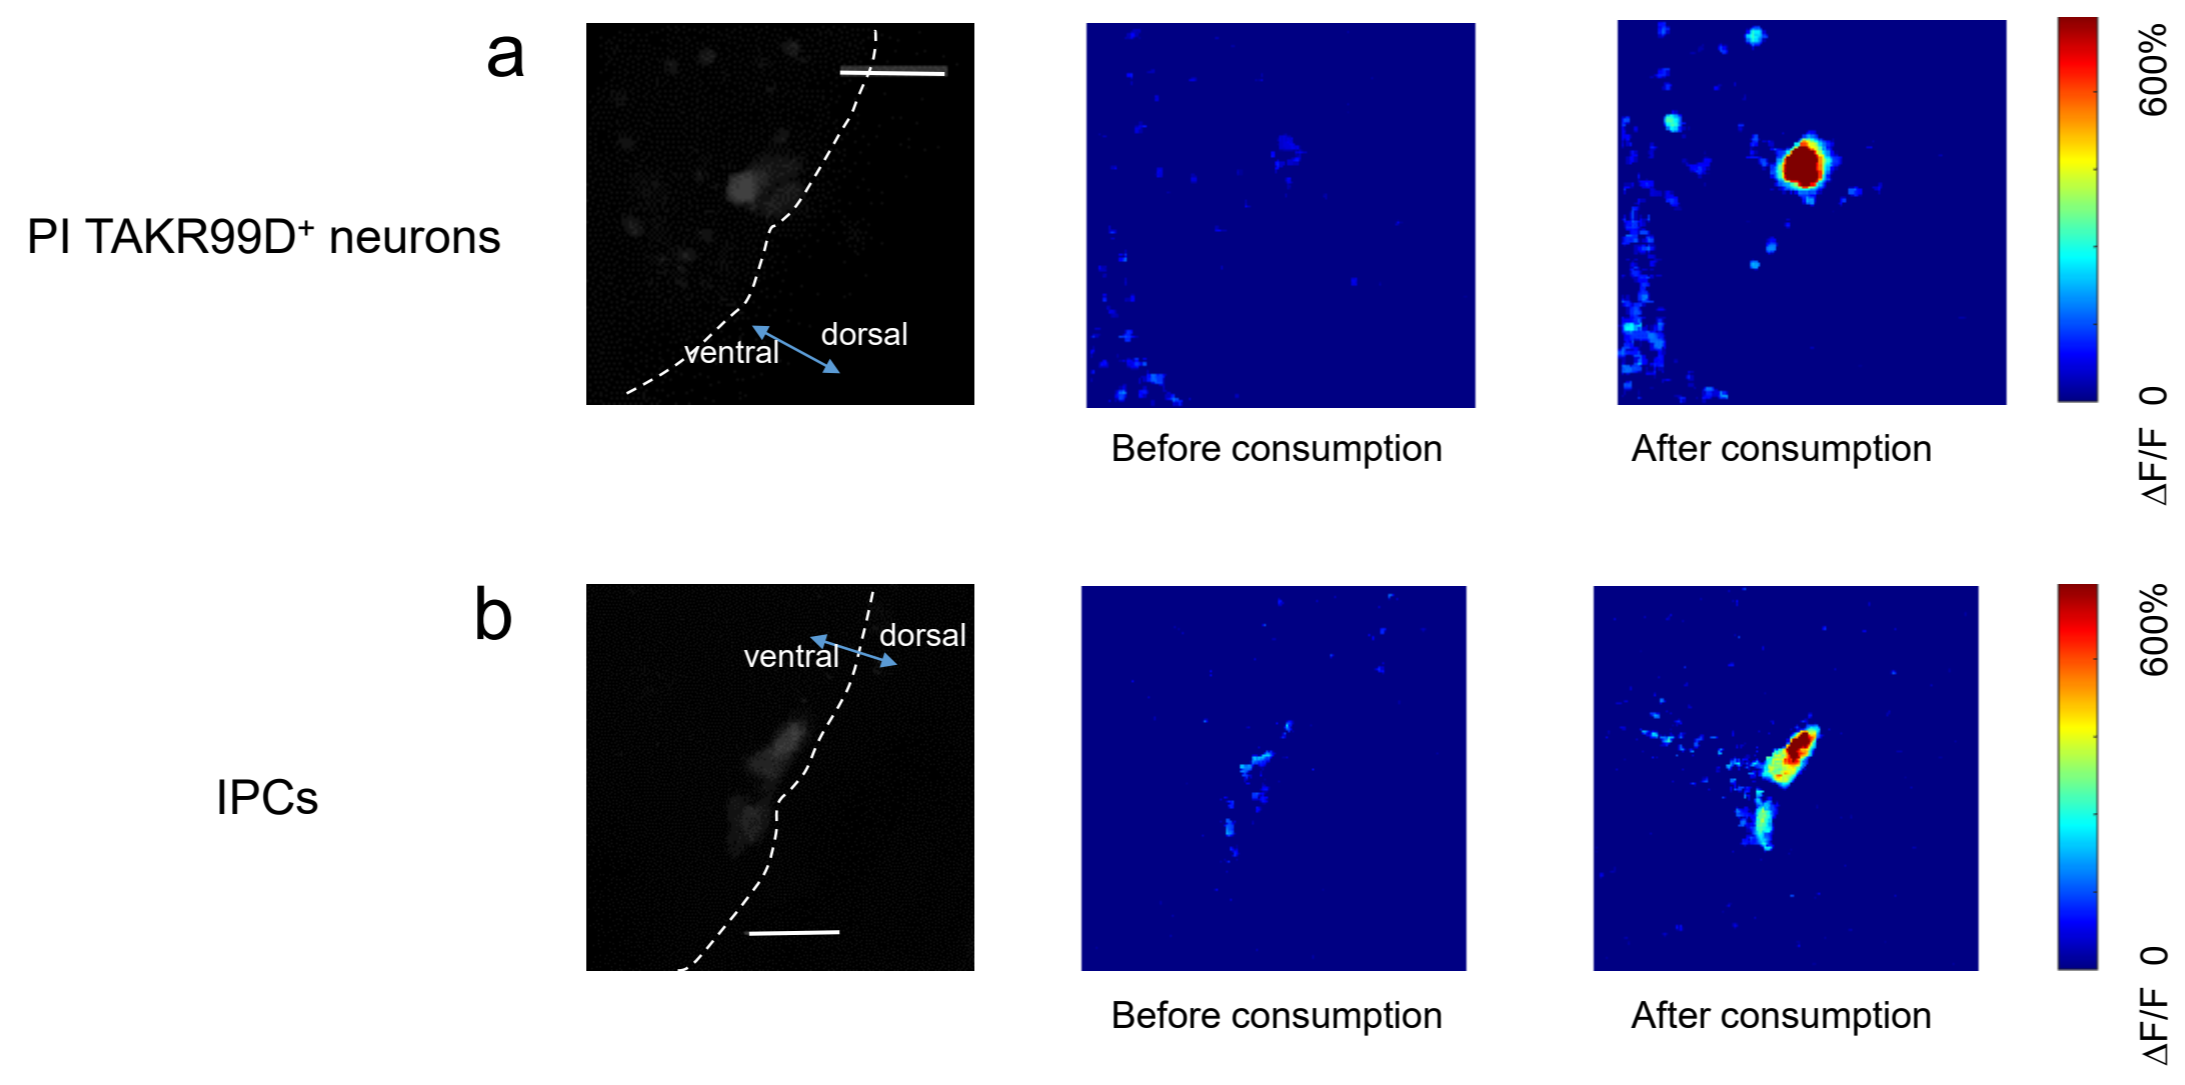 a
PI TAKR99D⁺ neurons
ventral
dorsal
Before consumption
After consumption
600%
0
ΔF/F
b
IPCs
ventral
dorsal
Before consumption
After consumption
600%
0
ΔF/F